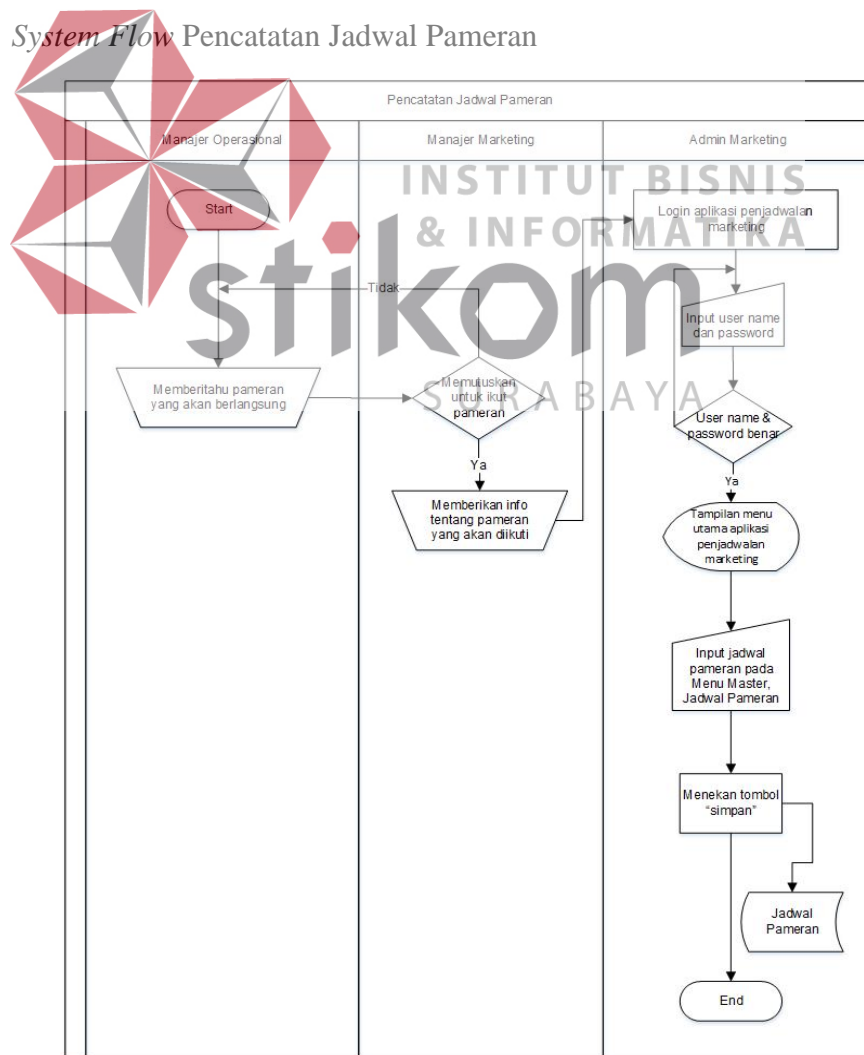 System Flow Pencatatan Jadwal Pameran
Pencatatan Jadwal Pameran
Manajer Operasional
Manajer Marketing
Admin Marketing
INSTITUT BISNIS
& INFORMATIKA
stikom
SURABAYA
Start
Login aplikasi penjadwalan
marketing
Tidak
Input user name
dan password
Memberitahu pameran
yang akan berlangsung
Memutuskan
untuk ikut
pameran
User name &
password benar
Ya
Ya
Memberikan info
tentang pameran
yang akan diikuti
Tampilan menu
utama aplikasi
penjadwalan
marketing
Input jadwal
pameran pada
Menu Master,
Jadwal Pameran
Menekan tombol
“simpan”
Jadwal
Pameran
End